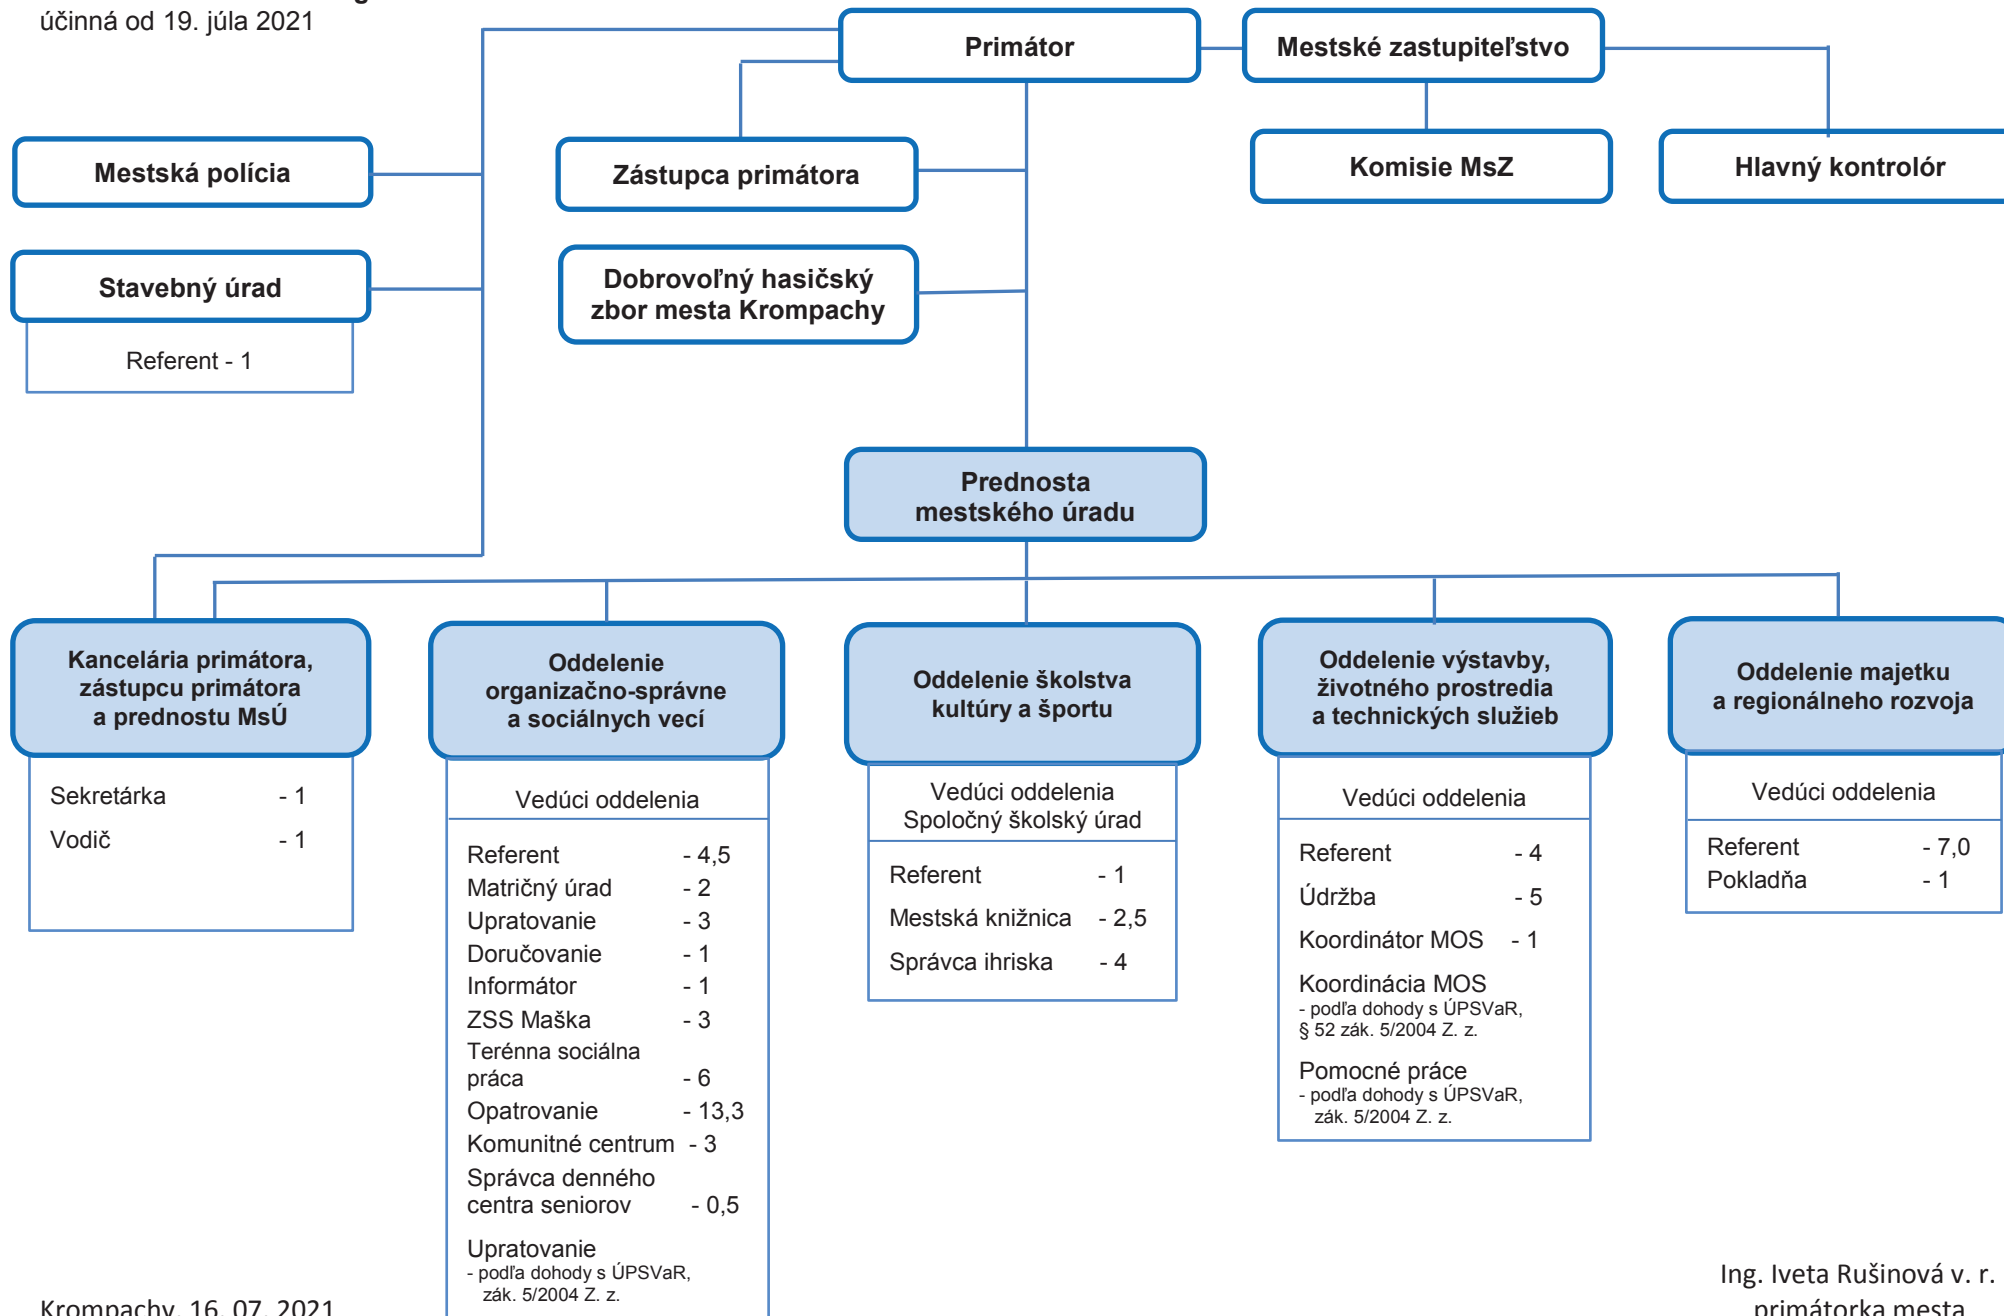 účinná od 19. júla 2021
Primátor
Mestské zastupiteľstvo
Mestská polícia
Zástupca primátora
Komisie MsZ
Hlavný kontrolór
Stavebný úrad
Referent - 1
Dobrovoľný hasičský
zbor mesta Krompachy
Prednosta
mestského úradu
Kancelária primátora,
zástupcu primátora
a prednostu MsÚ
Sekretárka - 1
Vodič - 1
Oddelenie
organizačno-správne
a sociálnych vecí
Vedúci oddelenia
Referent - 4,5
Matričný úrad - 2
Upratovanie - 3
Doručovanie - 1
Informátor - 1
ZSS Maška - 3
Terénna sociálna
práca - 6
Opatrovanie - 13,3
Komunitné centrum - 3
Správca denného
centra seniorov - 0,5
Upratovanie
- podľa dohody s ÚPSVaR,
zák. 5/2004 Z. z.
Oddelenie školstva
kultúry a športu
Vedúci oddelenia
Spoločný školský úrad
Referent - 1
Mestská knižnica - 2,5
Správca ihriska - 4
Oddelenie výstavby,
životného prostredia
a technických služieb
Vedúci oddelenia
Referent - 4
Údržba - 5
Koordinátor MOS - 1
Koordinácia MOS
- podľa dohody s ÚPSVaR,
§ 52 zák. 5/2004 Z. z.
Pomocné práce
- podľa dohody s ÚPSVaR,
zák. 5/2004 Z. z.
Oddelenie majetku
a regionálneho rozvoja
Vedúci oddelenia
Referent - 7,0
Pokladňa - 1
Krompachy, 16. 07. 2021
Ing. Iveta Rušinová v. r.
primátorka mesta